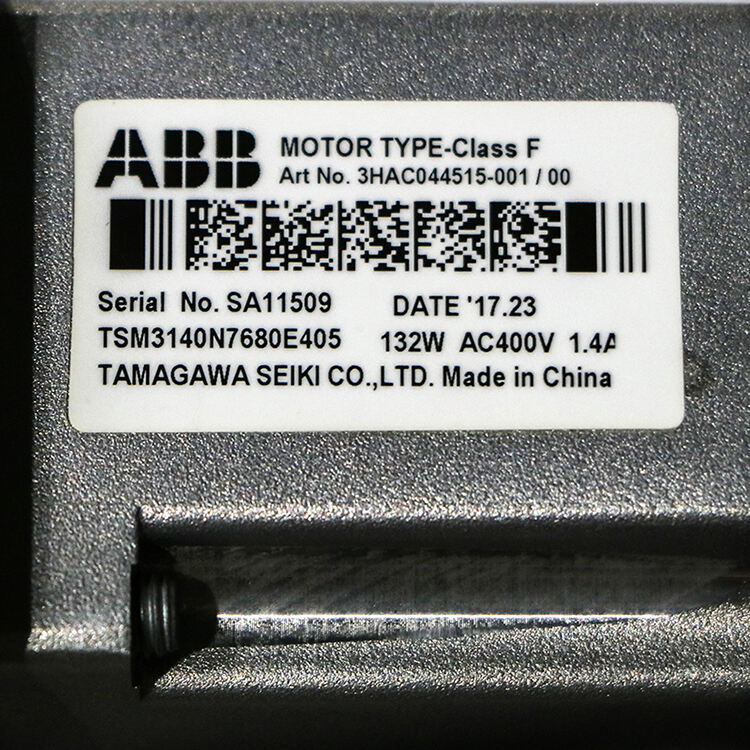 ABB
MOTOR TYPE-Class F
Art No. 3HAC044515-001 / 00
Serial No. SA11509 DATE '17.23
TSM3140N7680E405 132W AC400V 1.4A
TAMAGAWA SEIKI CO.,LTD. Made in China